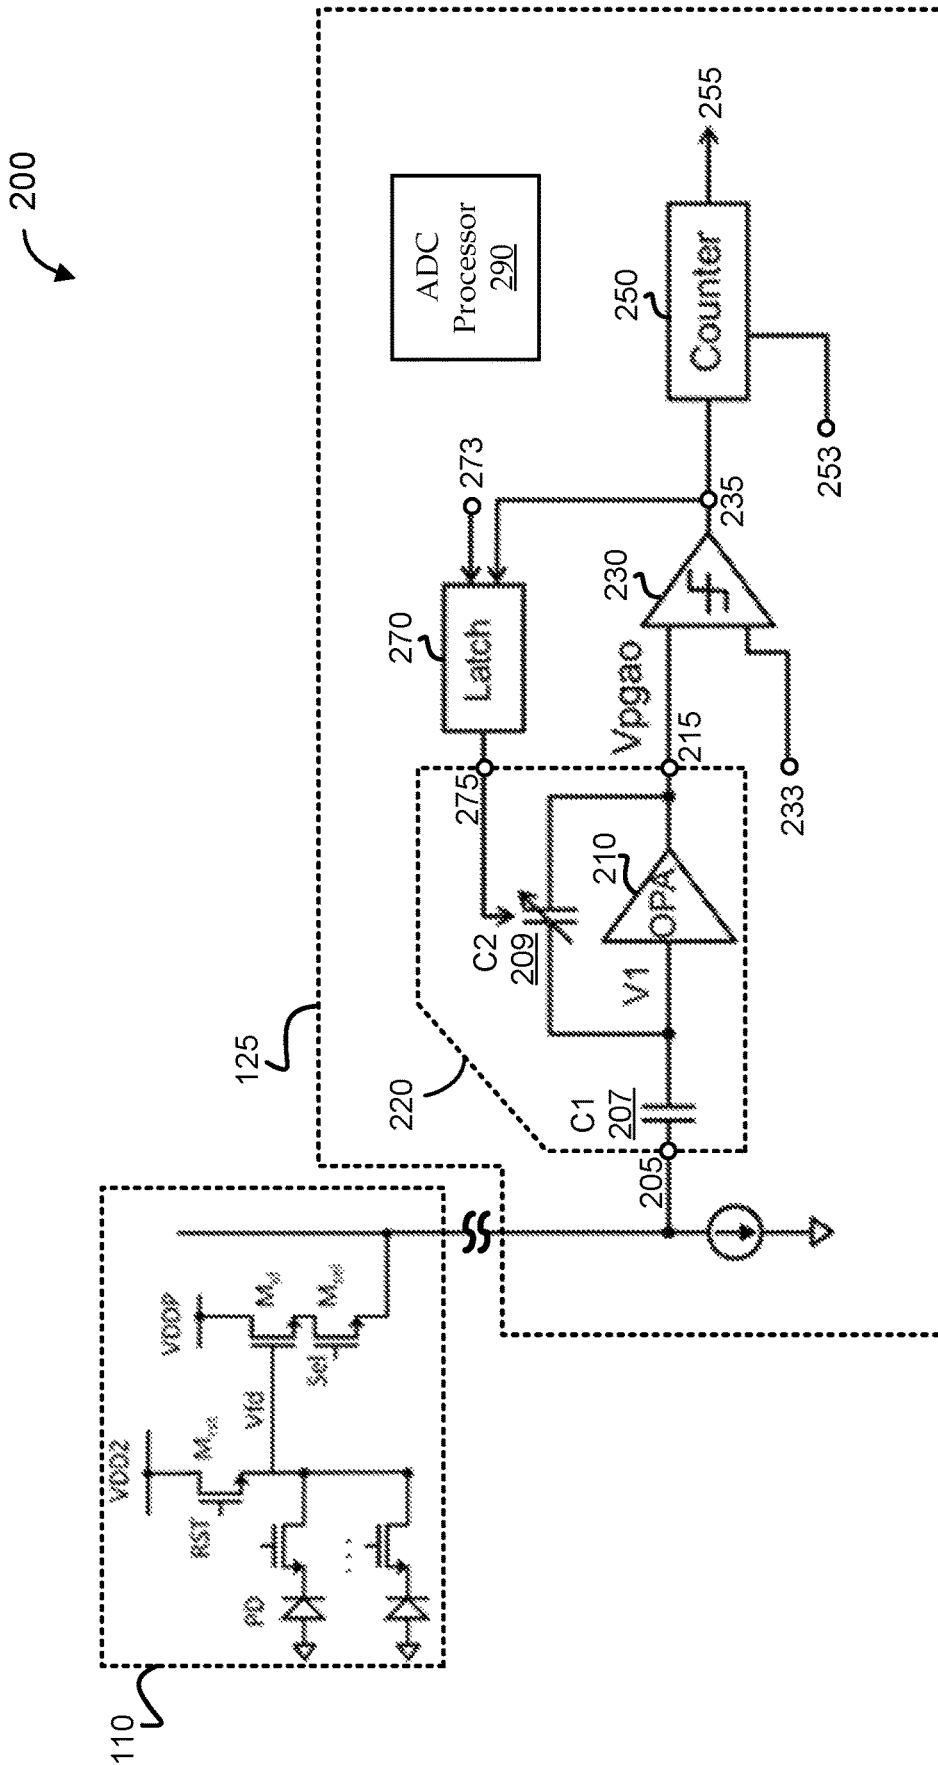 200
110
VDD2
VDDP
RST
M
Vfd
Sel
PD
. . .
125
220
205
C1
207
V1
C2
209
OPA
210
275
215
Vpgao
270
Latch
273
233
230
235
ADC
Processor
290
250
Counter
253
255